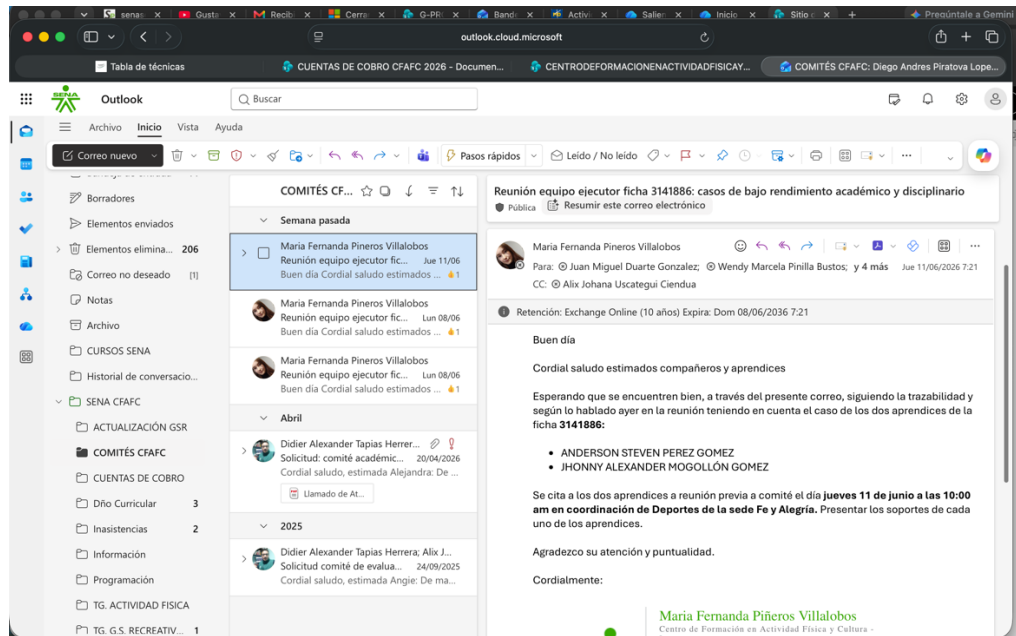 senas
Gusta
Recib
Cerra
G-PRI
Band
Activi
Salier
Inicio
Sitio c
Pregúntale a Gemini
outlook.cloud.microsoft
Tabla de técnicas
CUENTAS DE COBRO CFAFC 2026 - Documen...
CENTRODEFORMACIONENACTIVIDADFISICAY...
COMITÉS CFAFC: Diego Andres Piratova Lope...
SENA
Outlook
Buscar
Archivo Inicio Vista Ayuda
Correo nuevo
Pasos rápidos
Leído / No leído
Borradores
Elementos enviados
Elementos elimina... 206
Correo no deseado [1]
Notas
Archivo
CURSOS SENA
Historial de conversacio...
SENA CFAFC
ACTUALIZACIÓN GSR
COMITÉS CFAFC
CUENTAS DE COBRO
Dño Curricular 3
Inasistencias 2
Información
Programación
TG. ACTIVIDAD FISICA
TG. G.S. RECREATIV... 1
COMITÉS CF...
Semana pasada
Maria Fernanda Pineros Villalobos
Reunión equipo ejecutor fic... Jue 11/06
Buen día Cordial saludo estimados ... 1
Maria Fernanda Pineros Villalobos
Reunión equipo ejecutor fic... Lun 08/06
Buen día Cordial saludo estimados ... 1
Maria Fernanda Pineros Villalobos
Reunión equipo ejecutor fic... Lun 08/06
Buen día Cordial saludo estimados ... 1
Abril
Didier Alexander Tapias Herrer...
Solicitud: comité académic... 20/04/2026
Cordial saludo, estimada Alejandra: De ...
Llamado de At...
2025
Didier Alexander Tapias Herrera; Alix J...
Solicitud comité de evalua... 24/09/2025
Cordial saludo, estimada Angie: De ma...
Reunión equipo ejecutor ficha 3141886: casos de bajo rendimiento académico y disciplinario
Pública
Resumir este correo electrónico
Maria Fernanda Pineros Villalobos
Para: Juan Miguel Duarte Gonzalez; Wendy Marcela Pinilla Bustos; y 4 más Jue 11/06/2026 7:21
CC: Alix Johana Uscategui Ciendua
Retención: Exchange Online (10 años) Expira: Dom 08/06/2036 7:21
Buen día
Cordial saludo estimados compañeros y aprendices
Esperando que se encuentren bien, a través del presente correo, siguiendo la trazabilidad y
según lo hablado ayer en la reunión teniendo en cuenta el caso de los dos aprendices de la
ficha 3141886:
• ANDERSON STEVEN PEREZ GOMEZ
• JHONNY ALEXANDER MOGOLLÓN GOMEZ
Se cita a los dos aprendices a reunión previa a comité el día jueves 11 de junio a las 10:00
am en coordinación de Deportes de la sede Fe y Alegría. Presentar los soportes de cada
uno de los aprendices.
Agradezco su atención y puntualidad.
Cordialmente:
Maria Fernanda Piñeros Villalobos
Centro de Formación en Actividad Física y Cultura -